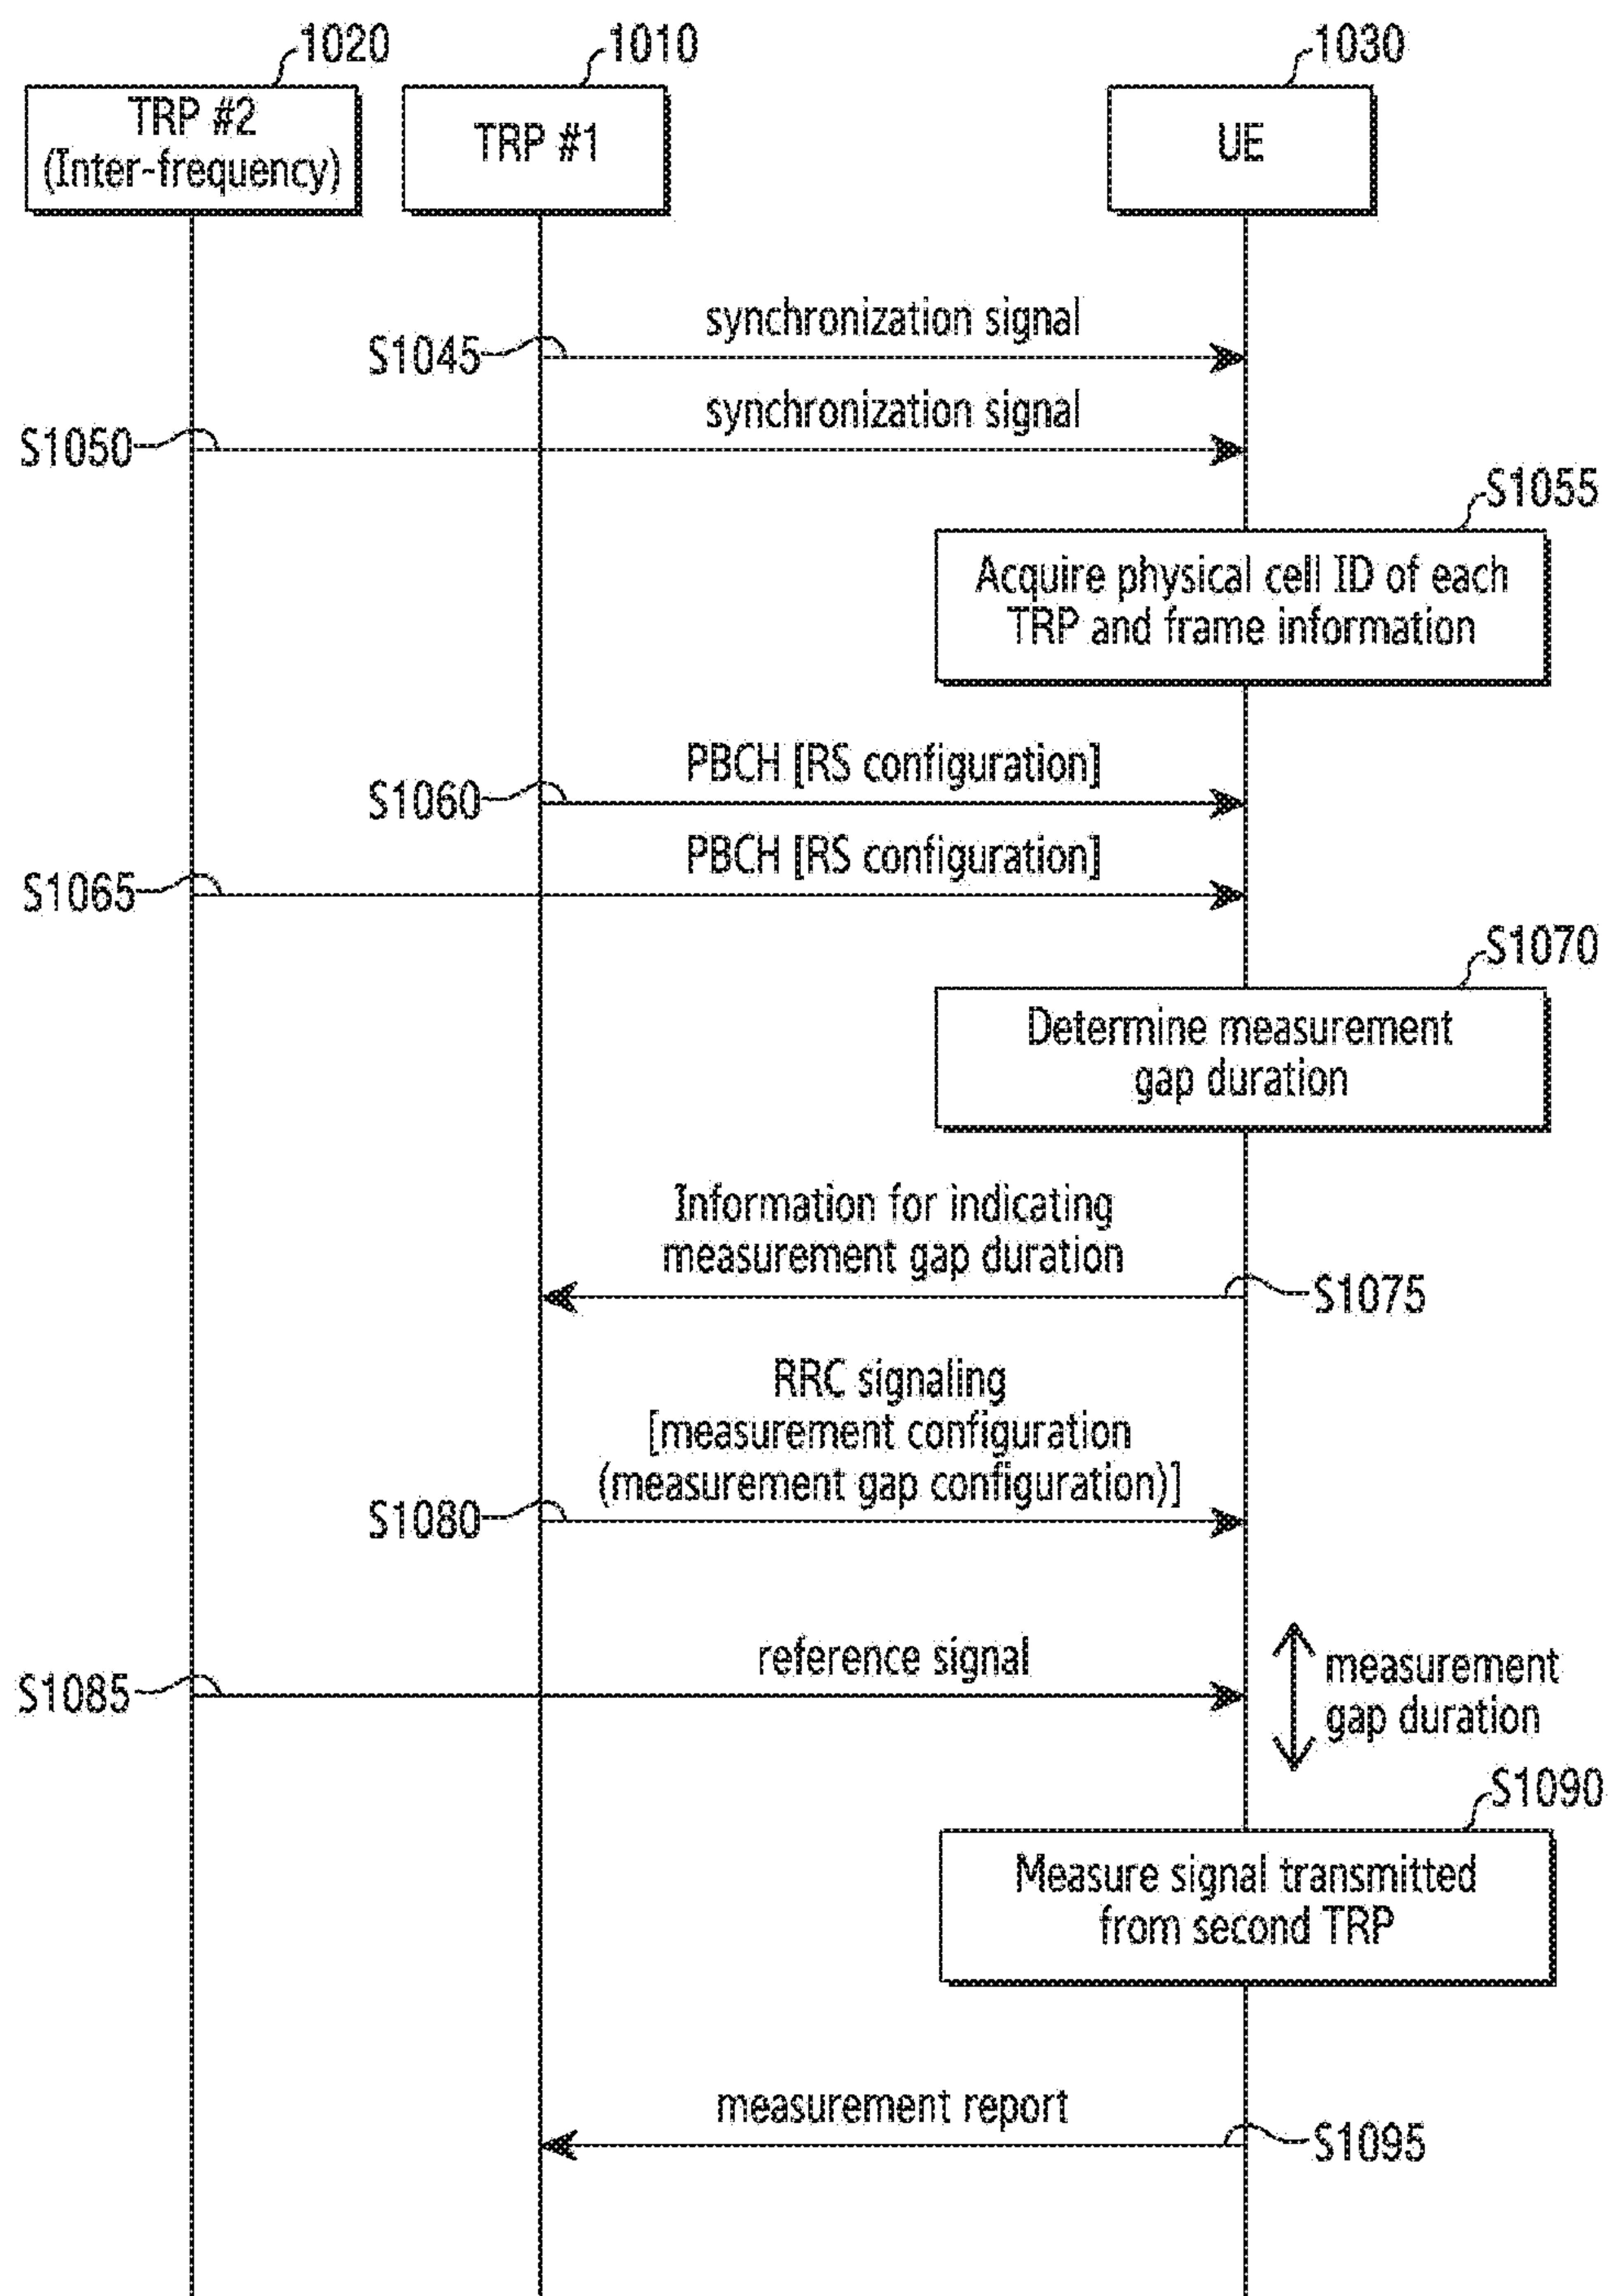 1020
1010
1030
TRP #2
(Inter-frequency)
TRP #1
UE
synchronization signal
S1045
synchronization signal
S1050
S1055
Acquire physical cell ID of each
TRP and frame information
PBCH [RS configuration]
S1060
PBCH [RS configuration]
S1065
S1070
Determine measurement
gap duration
Information for indicating
measurement gap duration
S1075
RRC signaling
[measurement configuration
(measurement gap configuration)]
S1080
reference signal
S1085
measurement
gap duration
S1090
Measure signal transmitted
from second TRP
measurement report
S1095